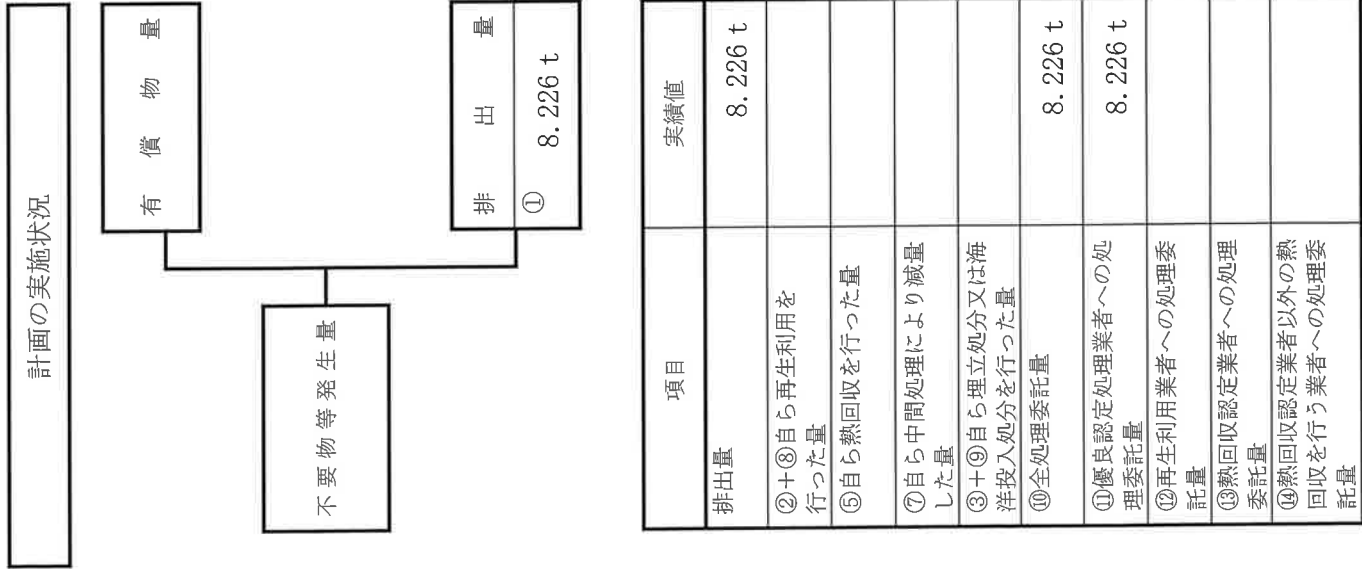 計画の実施状況
有償物量
不要物等発生量
排出量
① 8.226 t
項目 実績値
排出量 8.226 t
②+⑧自ら再生利用を
行った量
⑤自ら熱回収を行った量
⑦自ら中間処理により減量
した量
③+⑨自ら埋立処分又は海
洋投入処分を行った量
⑩全処理委託量 8.226 t
⑪優良認定処理業者への処
理委託量 8.226 t
⑫再生利用業者への処理委
託量
⑬熱回収認定業者への処理
委託量
⑭熱回収認定業者以外の熱
回収を行う業者への処理委
託量